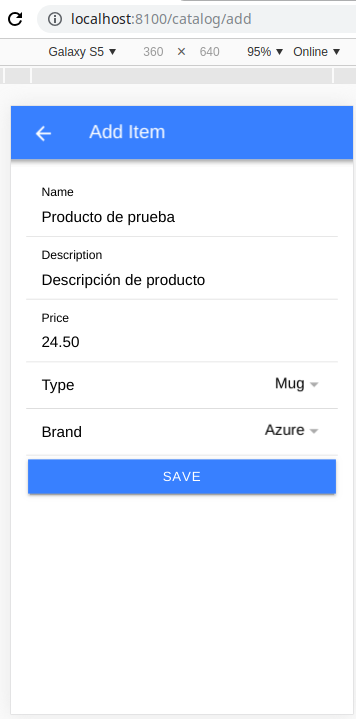 localhost:8100/catalog/add
Galaxy S5 360 × 640 95% Online
Add Item
Name
Producto de prueba
Description
Descripción de producto
Price
24.50
Type Mug
Brand Azure
SAVE